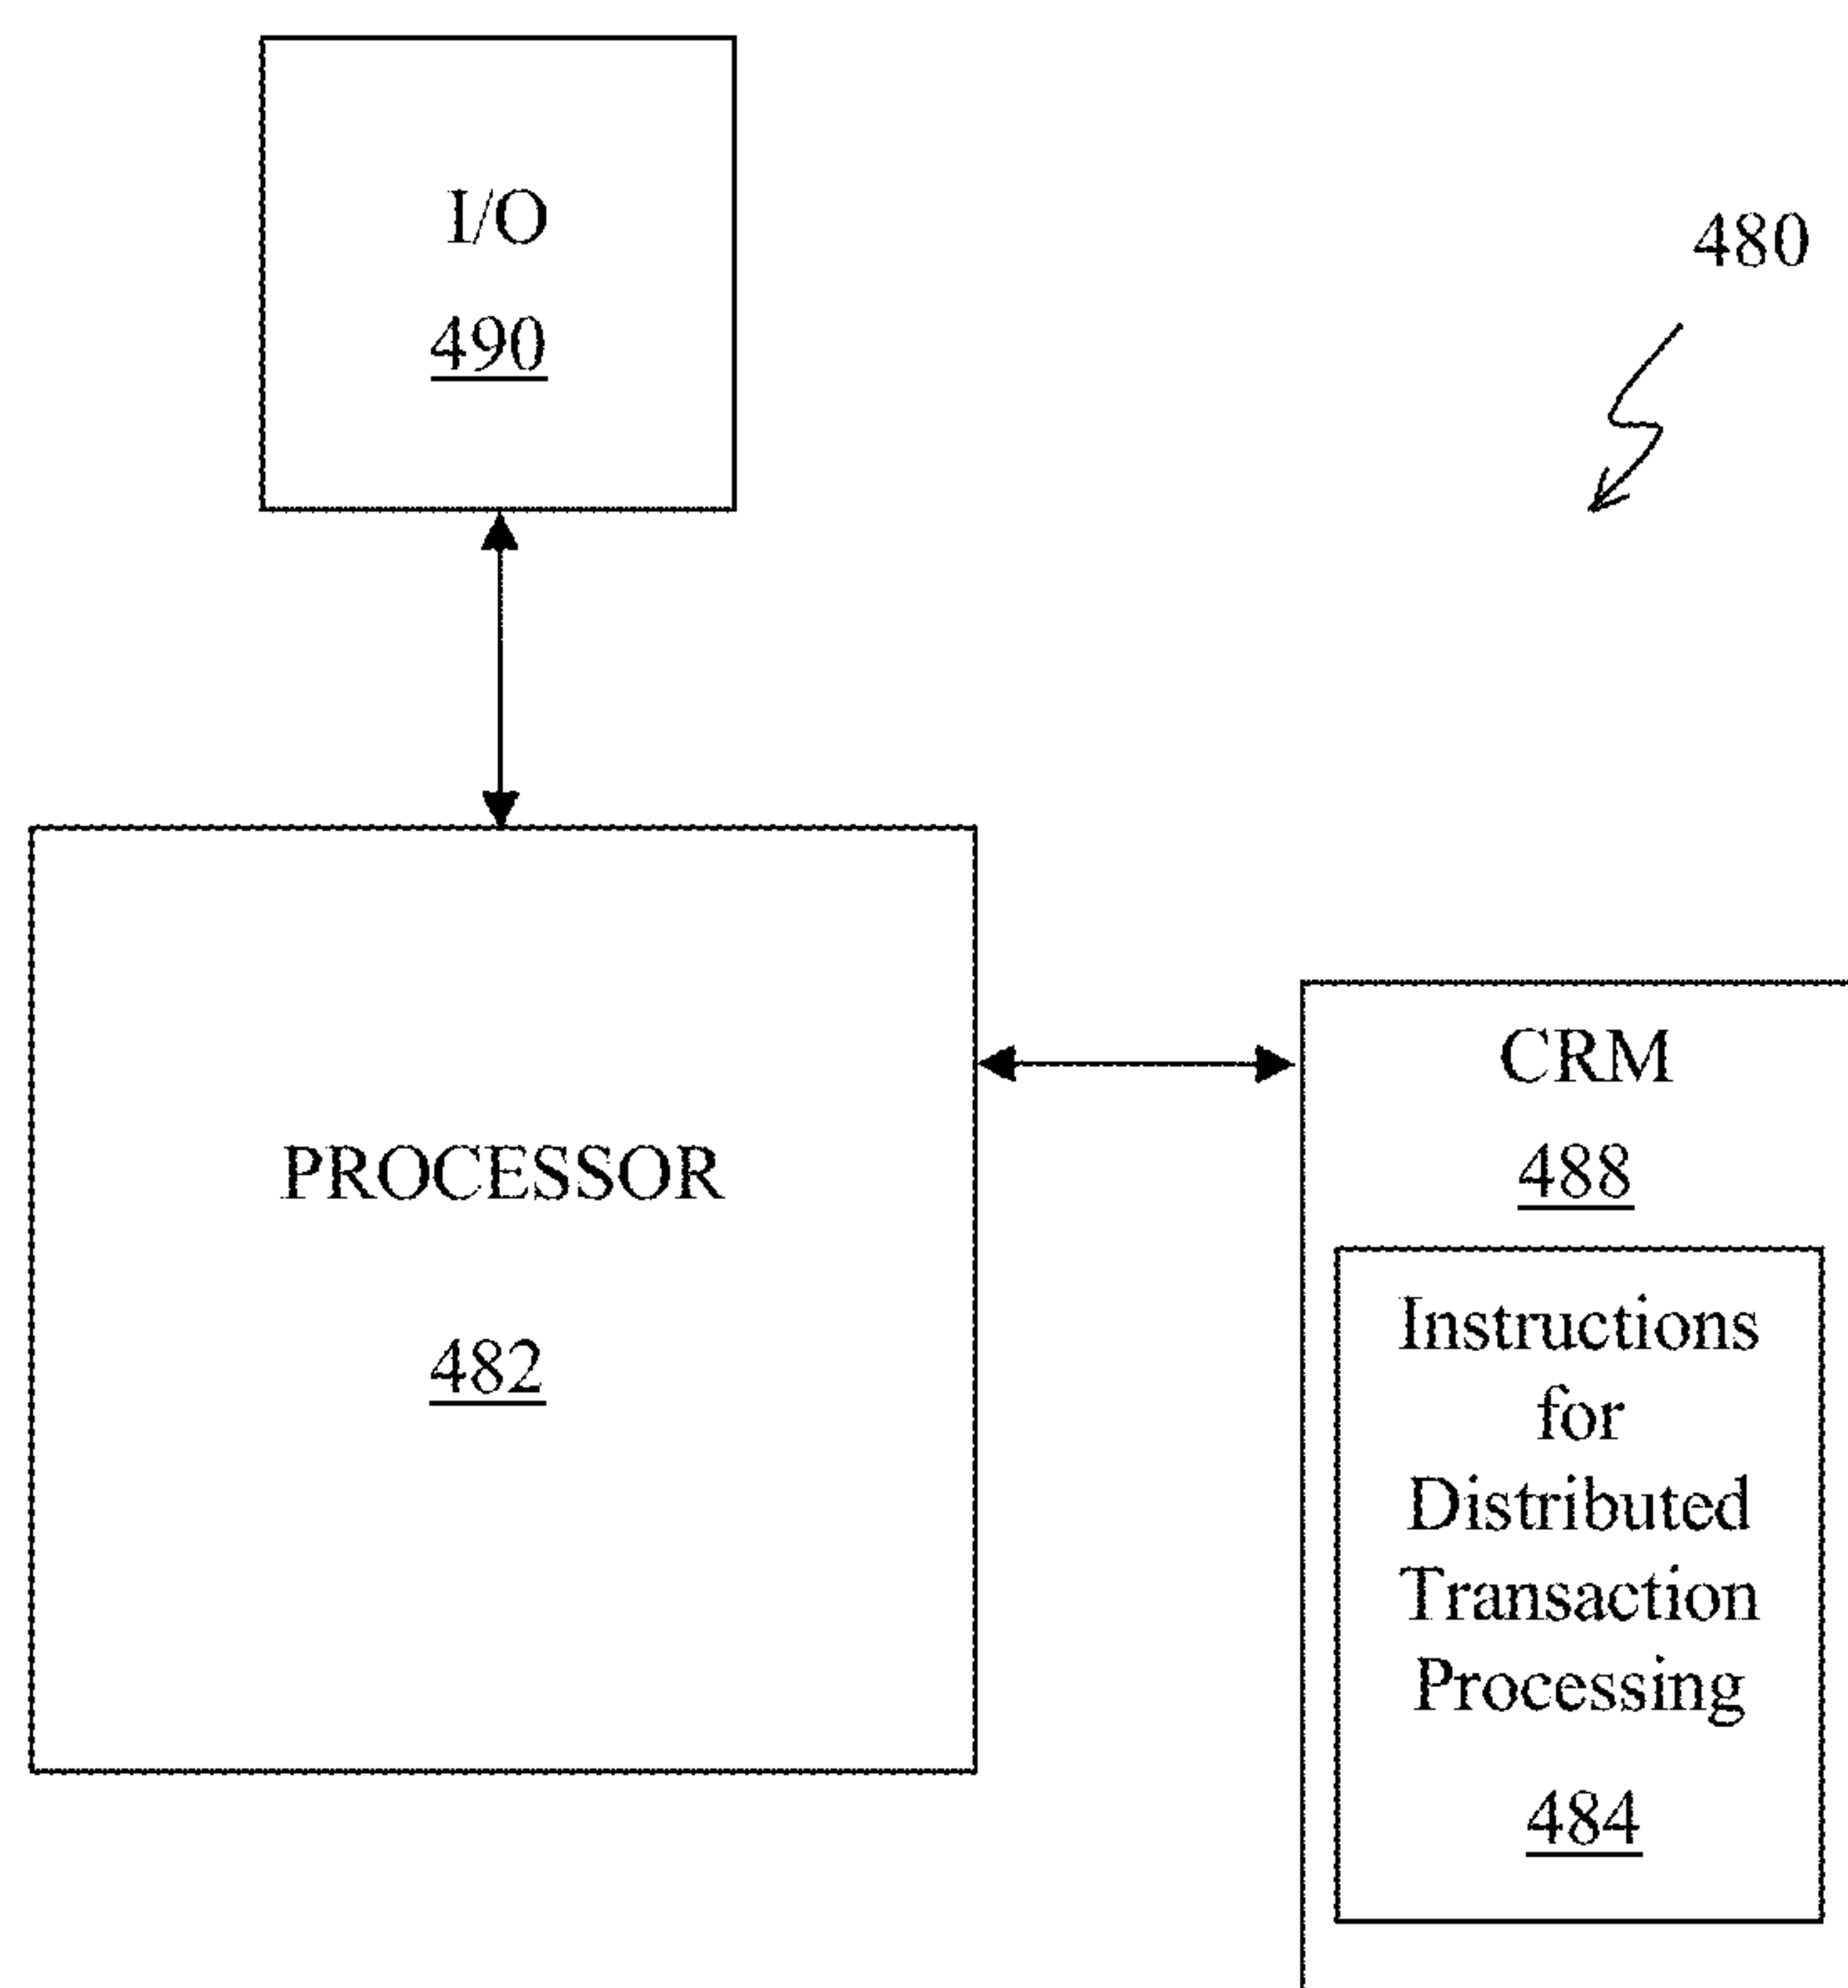 I/O
490
480
PROCESSOR
482
CRM
488
Instructions
for
Distributed
Transaction
Processing
484